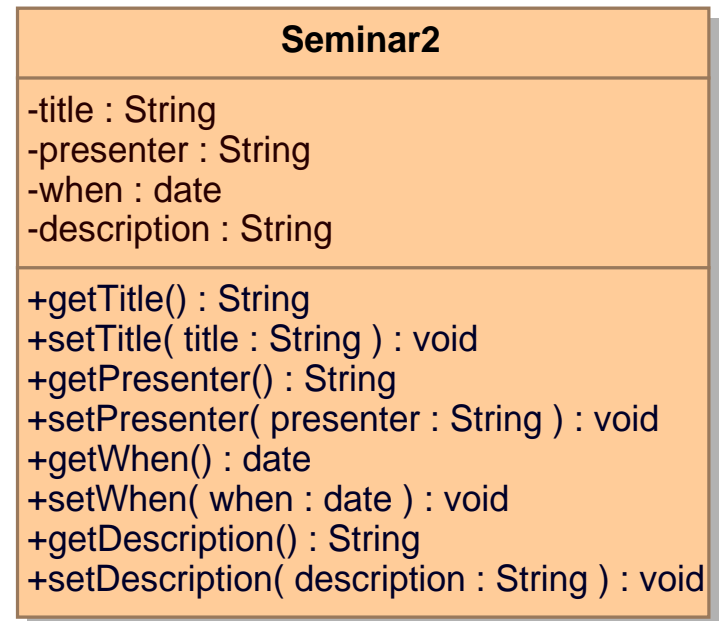 Seminar2
-title : String
-presenter : String
-when : date
-description : String
+getTitle() : String
+setTitle( title : String ) : void
+getPresenter() : String
+setPresenter( presenter : String ) : void
+getWhen() : date
+setWhen( when : date ) : void
+getDescription() : String
+setDescription( description : String ) : void